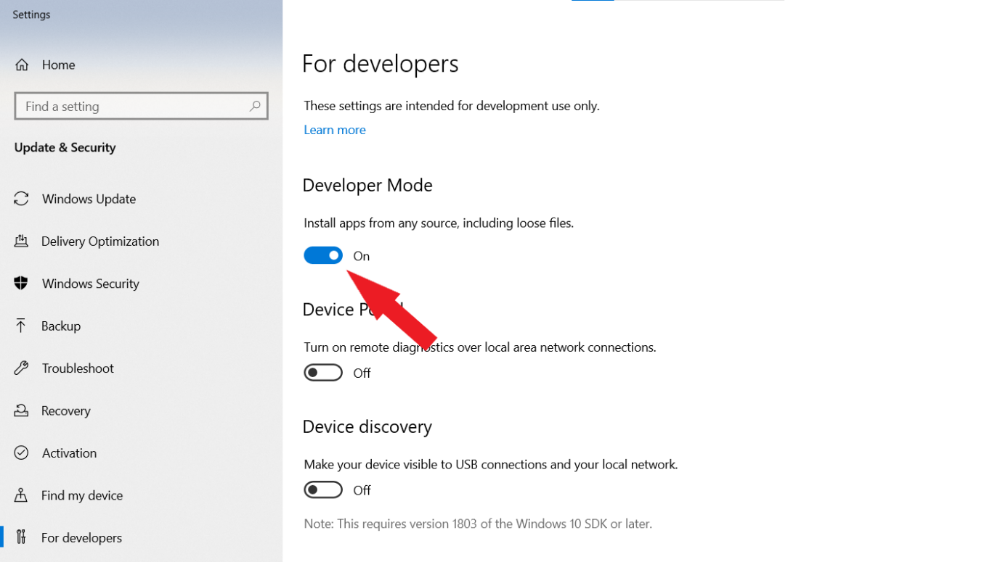 Settings
Home
Find a setting
Update & Security
Windows Update
Delivery Optimization
Windows Security
Backup
Troubleshoot
Recovery
Activation
Find my device
For developers
For developers
These settings are intended for development use only.
Learn more
Developer Mode
Install apps from any source, including loose files.
On
Device
Turn on remote diagnostics over local area network connections.
Off
Device discovery
Make your device visible to USB connections and your local network.
Off
Note: This requires version 1803 of the Windows 10 SDK or later.